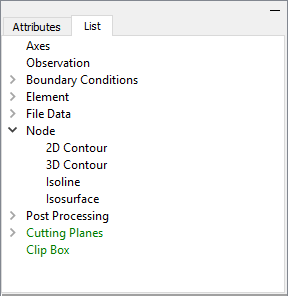 Attributes List
Axes
Observation
Boundary Conditions
Element
File Data
Node
2D Contour
3D Contour
Isoline
Isosurface
Post Processing
Cutting Planes
Clip Box